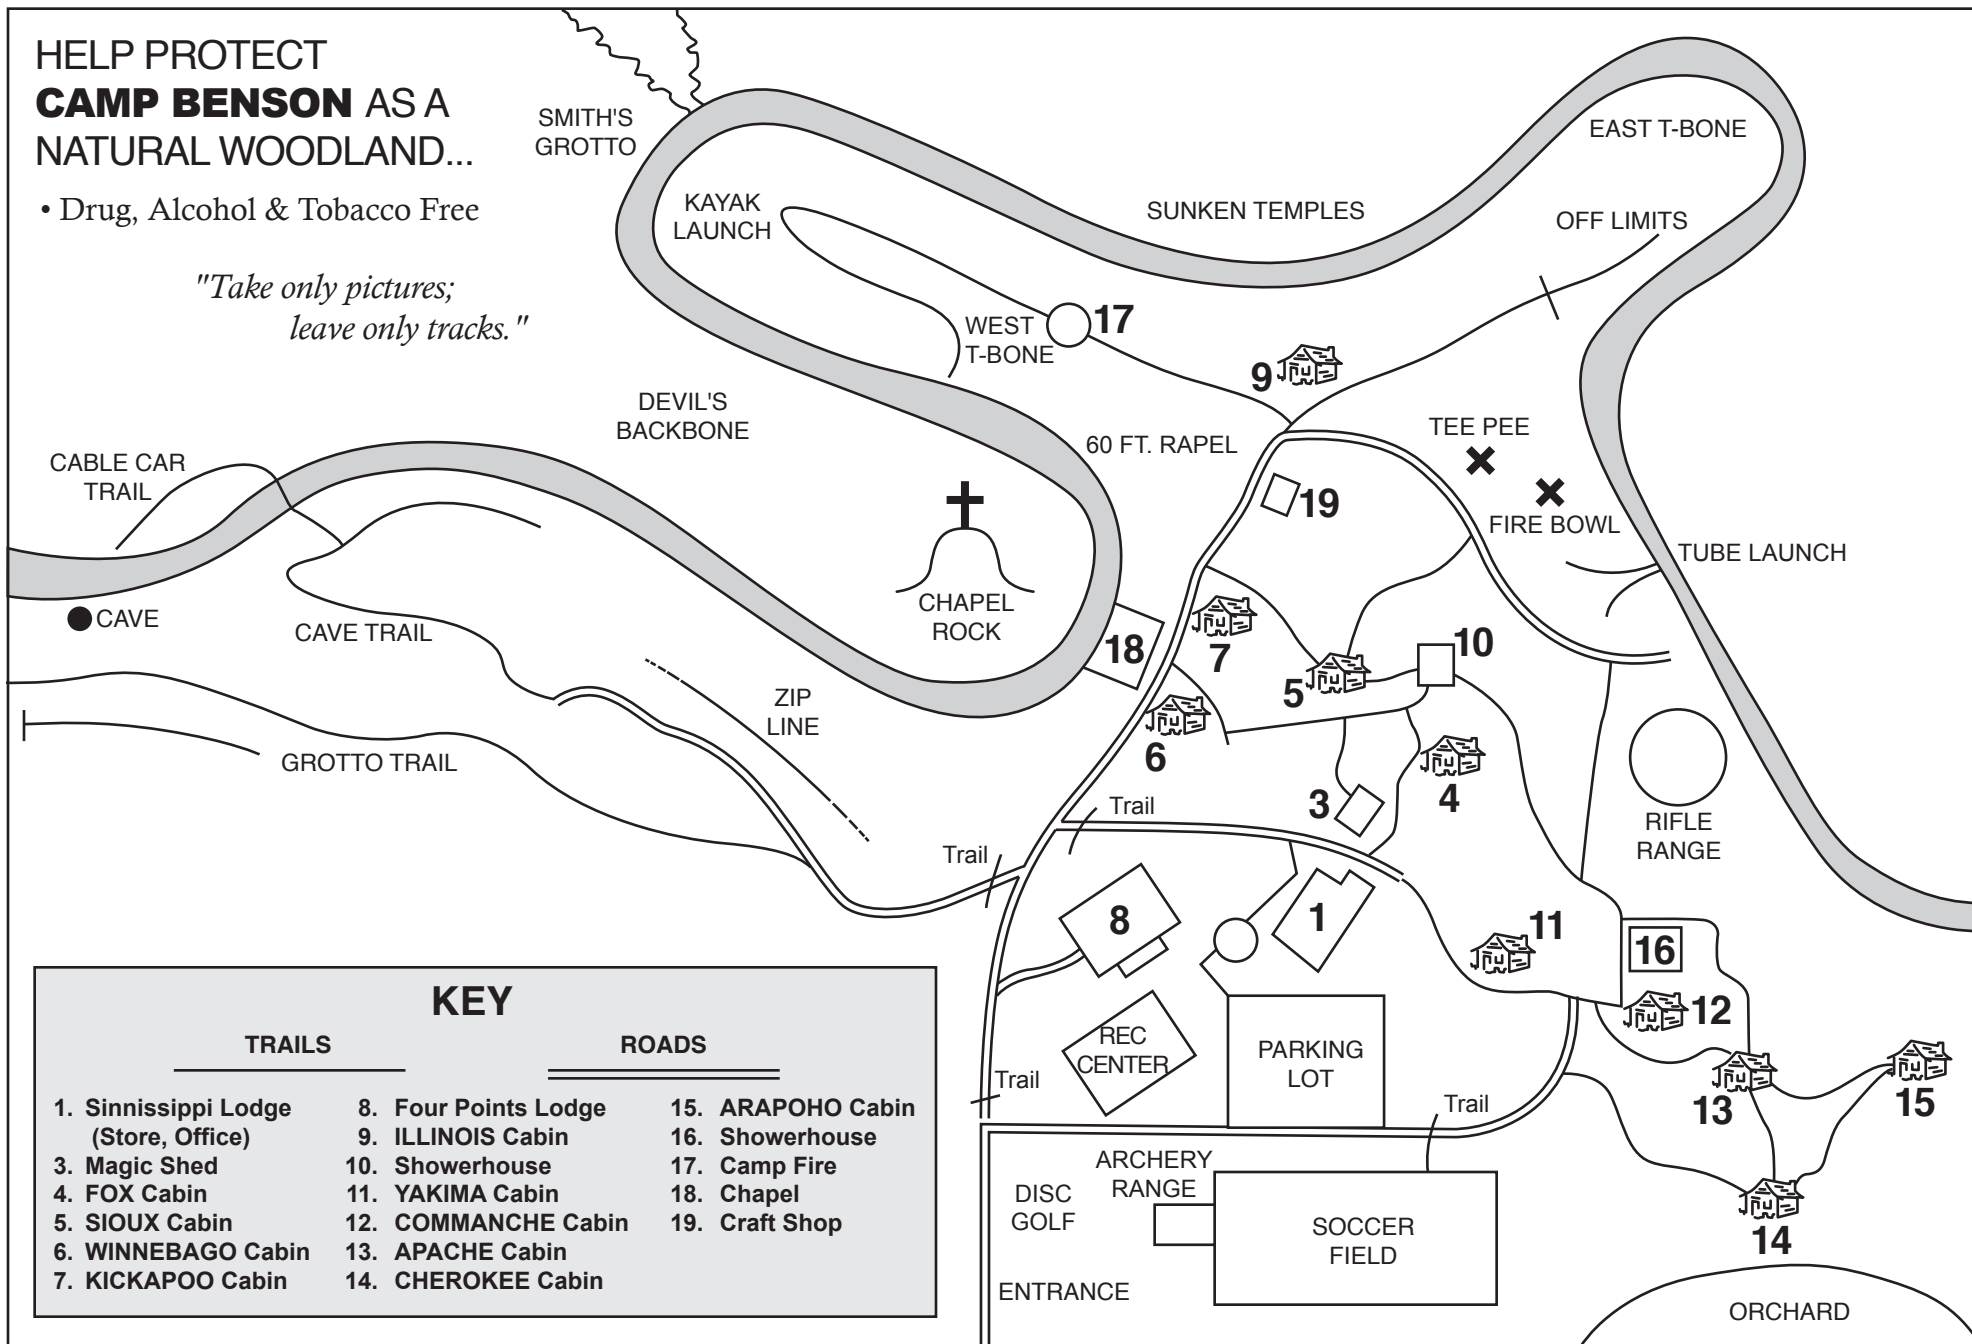 HELP PROTECT
CAMP BENSON AS A
NATURAL WOODLAND...
• Drug, Alcohol & Tobacco Free
"Take only pictures;
leave only tracks."
SMITH'S
GROTTO
KAYAK
LAUNCH
SUNKEN TEMPLES
EAST T-BONE
OFF LIMITS
WEST
T-BONE
17
9
DEVIL'S
BACKBONE
60 FT. RAPEL
TEE PEE
FIRE BOWL
TUBE LAUNCH
19
CABLE CAR
TRAIL
CAVE
CAVE TRAIL
CHAPEL
ROCK
18
7
5
10
6
ZIP
LINE
GROTTO TRAIL
3
4
RIFLE
RANGE
Trail
Trail
8
1
11
16
12
REC
CENTER
PARKING
LOT
Trail
Trail
13
15
14
ARCHERY
RANGE
DISC
GOLF
SOCCER
FIELD
ENTRANCE
ORCHARD
KEY
TRAILS
ROADS
1. Sinnissippi Lodge
(Store, Office)
3. Magic Shed
4. FOX Cabin
5. SIOUX Cabin
6. WINNEBAGO Cabin
7. KICKAPOO Cabin
8. Four Points Lodge
9. ILLINOIS Cabin
10. Showerhouse
11. YAKIMA Cabin
12. COMMANCHE Cabin
13. APACHE Cabin
14. CHEROKEE Cabin
15. ARAPOHO Cabin
16. Showerhouse
17. Camp Fire
18. Chapel
19. Craft Shop